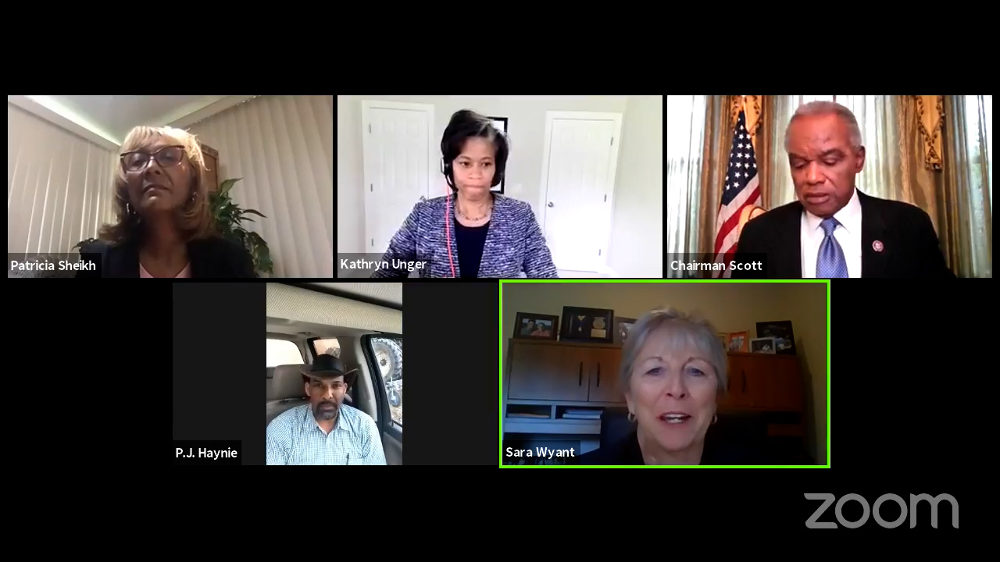 Patricia Sheikh
Kathryn Unger
Chairman Scott
P.J. Haynie
Sara Wyant
zoom